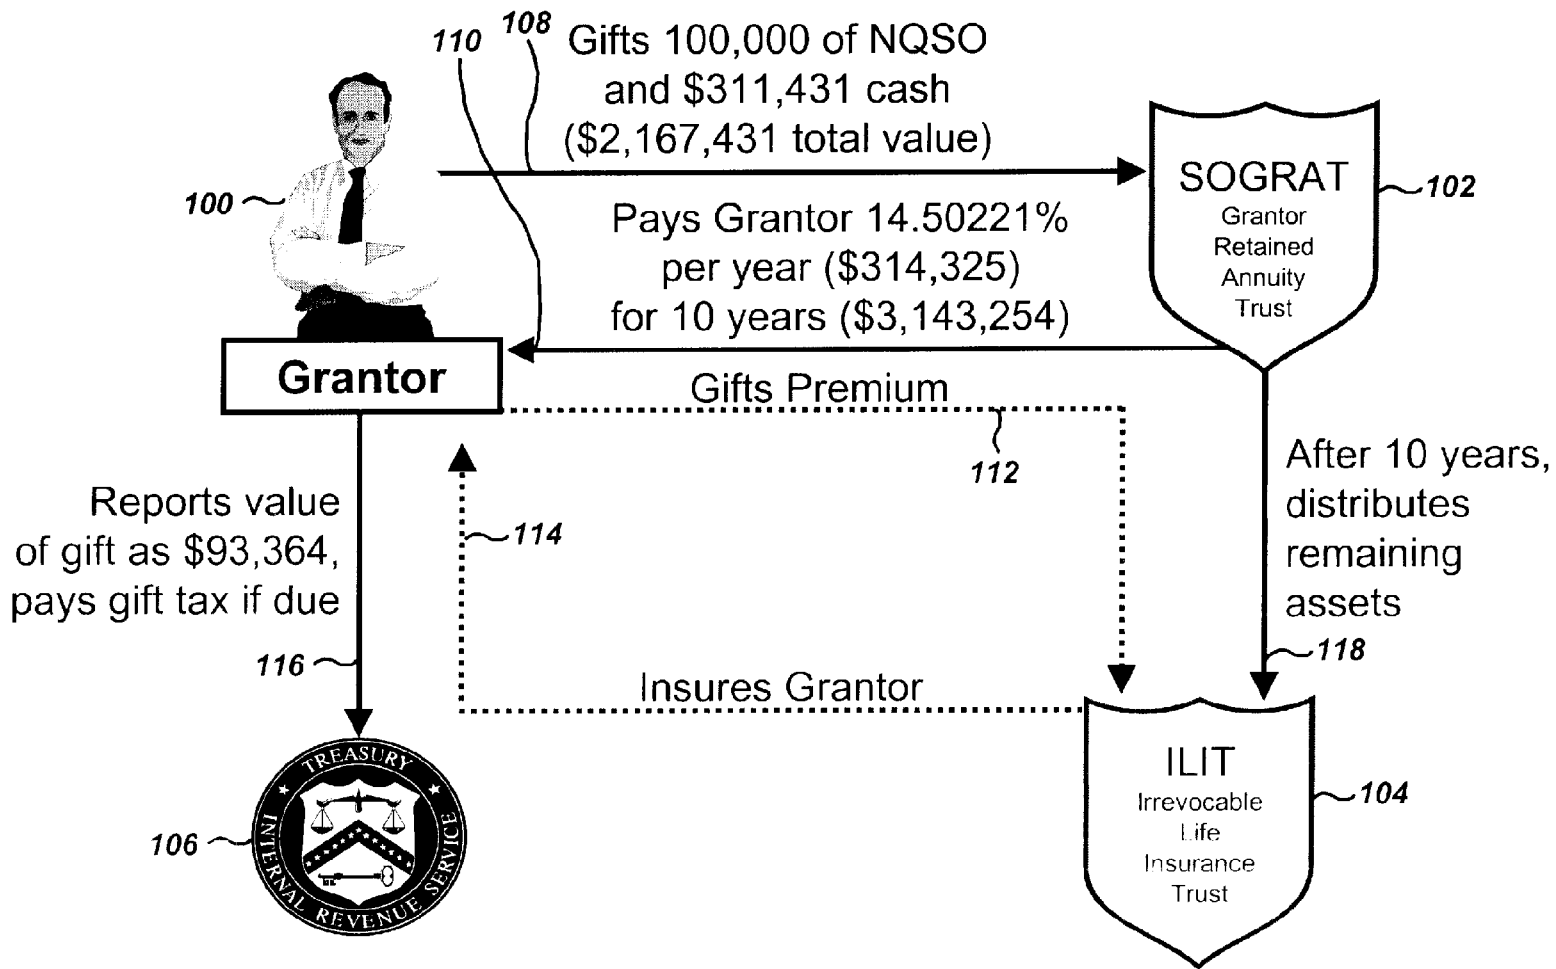 108
110
Gifts 100,000 of NQSO
and $311,431 cash
($2,167,431 total value)
100
SOGRAT
Grantor
Retained
Annuity
Trust
102
Pays Grantor 14.50221%
per year ($314,325)
for 10 years ($3,143,254)
Grantor
Gifts Premium
112
After 10 years,
distributes
remaining
assets
118
Reports value
of gift as $93,364,
pays gift tax if due
114
116
Insures Grantor
TREASURY
INTERNAL REVENUE SERVICE
106
ILIT
Irrevocable
Life
Insurance
Trust
104